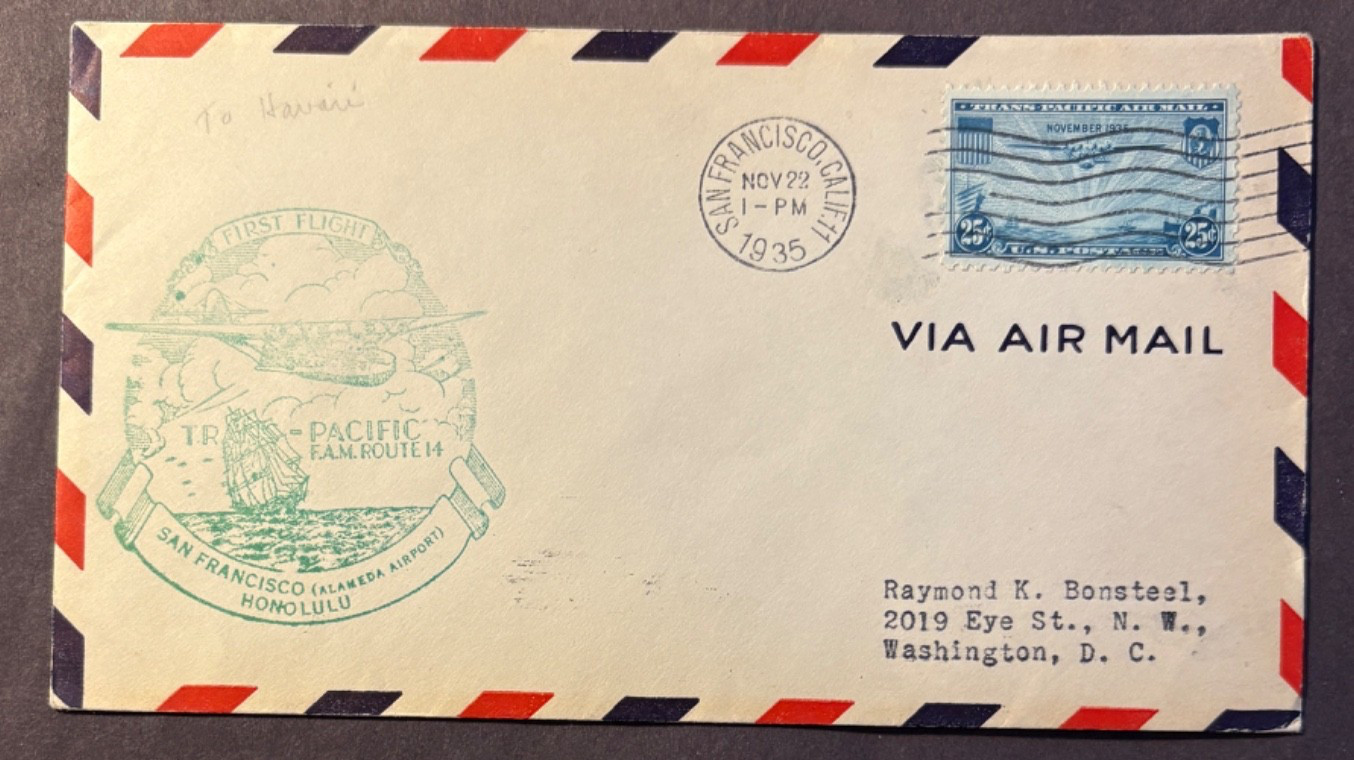 To Hawaii
FIRST FLIGHT
T.R - PACIFIC
F.A.M. ROUTE 14
SAN FRANCISCO (ALAMEDA AIRPORT)
HONOLULU
SAN FRANCISCO, CALIF. 11
NOV 22
1 - PM
1935
· TRANS-PACIFIC AIR MAIL ·
NOVEMBER 1935
25¢ 25¢
U.S. POSTAGE
VIA AIR MAIL
Raymond K. Bonsteel,
2019 Eye St., N. W.,
Washington, D. C.